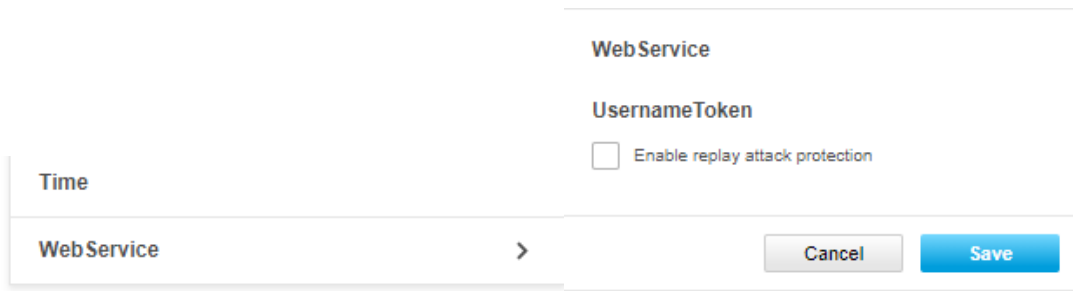 Time
WebService
WebService
UsernameToken
Enable replay attack protection
Cancel
Save